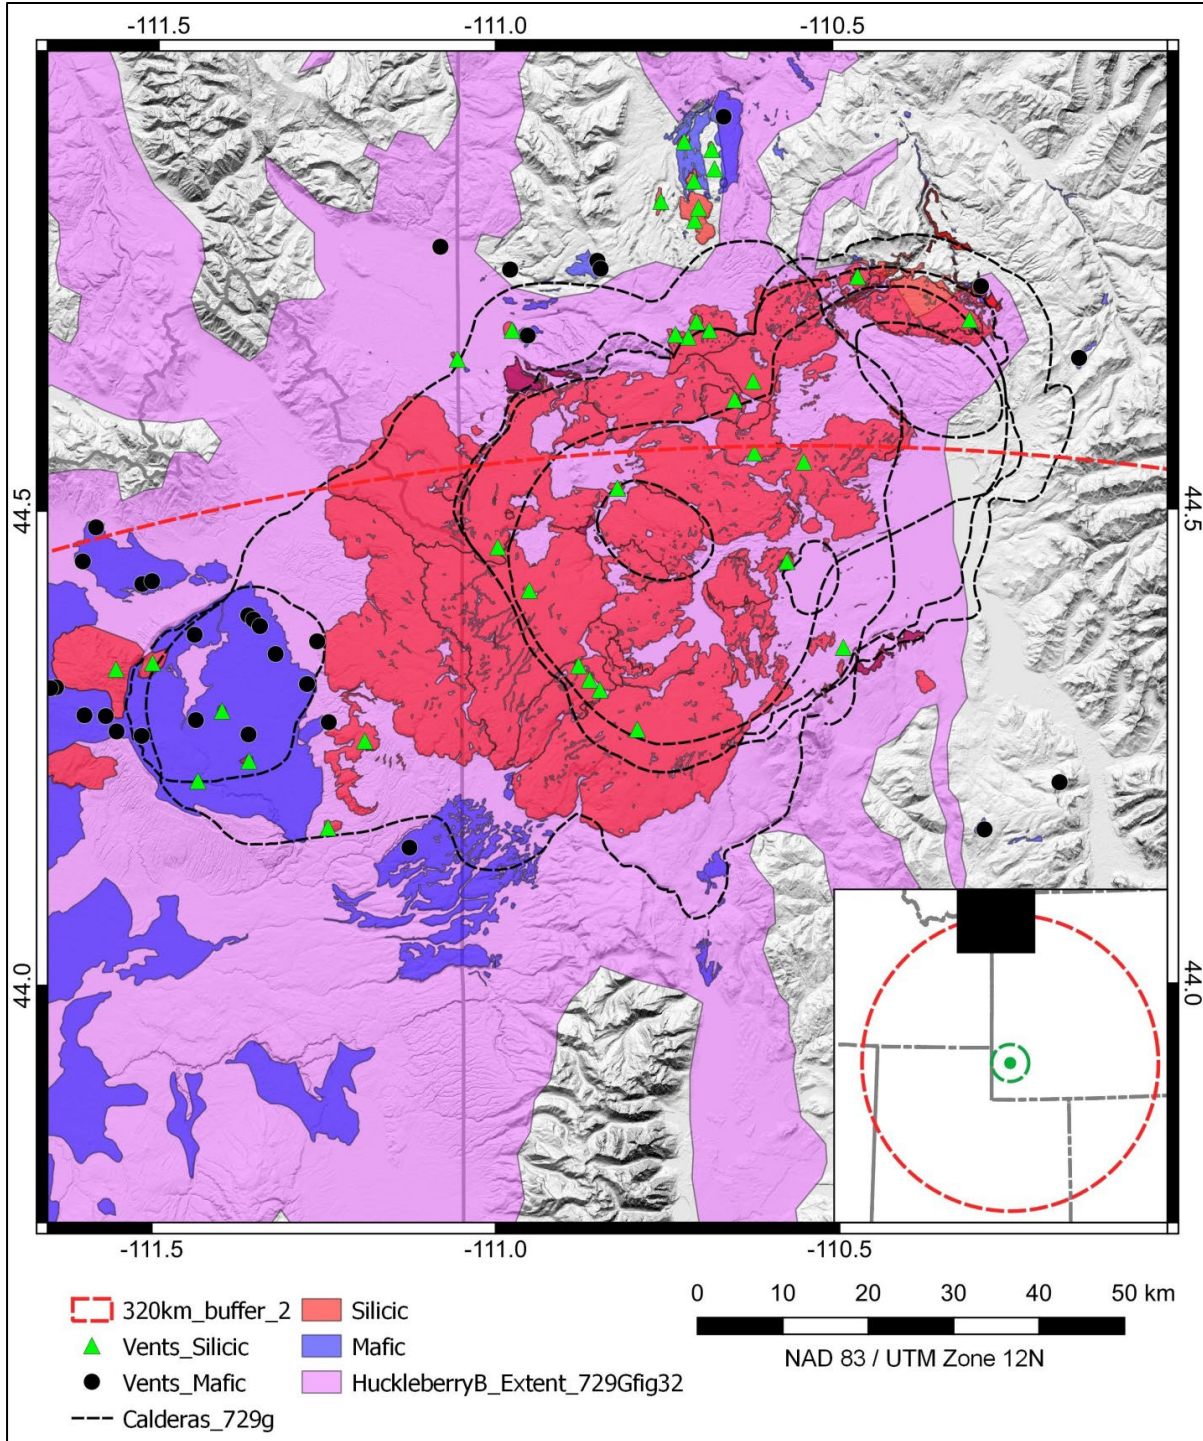 -111.5 -111.0 -110.5
44.5 44.5
44.0 44.0
-111.5 -111.0 -110.5
320km_buffer_2 Silicic
Vents_Silicic Mafic
Vents_Mafic HuckleberryB_Extent_729Gfig32
Calderas_729g
0 10 20 30 40 50 km
NAD 83 / UTM Zone 12N